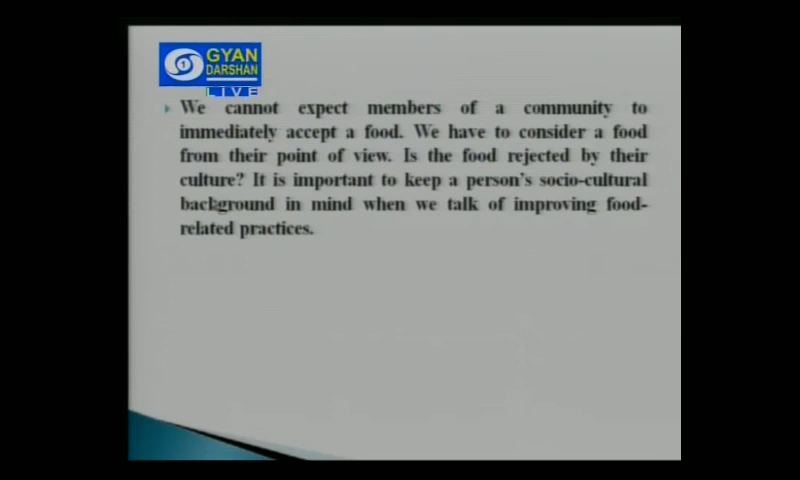 GYAN
DARSHAN
LIVE
We cannot expect members of a community to
immediately accept a food. We have to consider a food
from their point of view. Is the food rejected by their
culture? It is important to keep a person's socio-cultural
background in mind when we talk of improving food-
related practices.